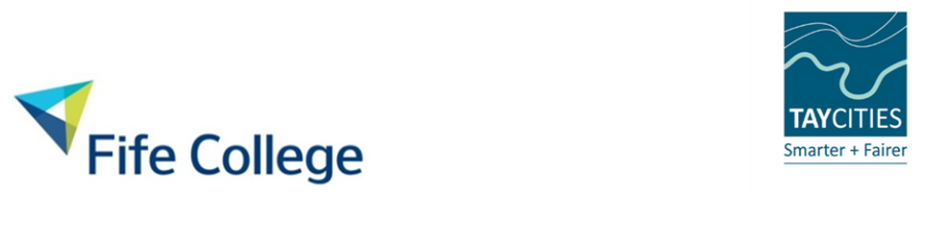 Fife College
TAYCITIES
Smarter + Fairer